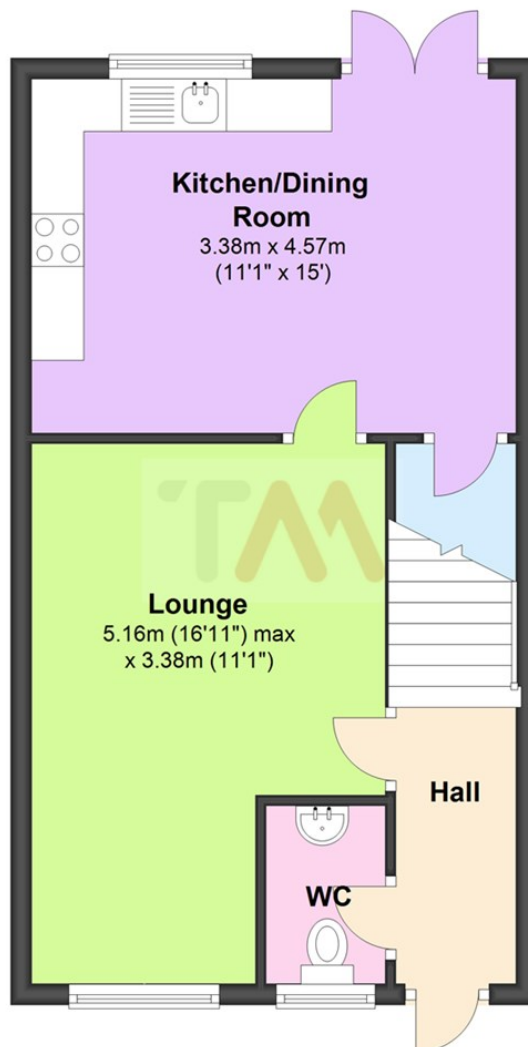 Kitchen/Dining
Room
3.38m x 4.57m
(11'1" x 15')
TM
Lounge
5.16m (16'11") max
x 3.38m (11'1")
Hall
WC